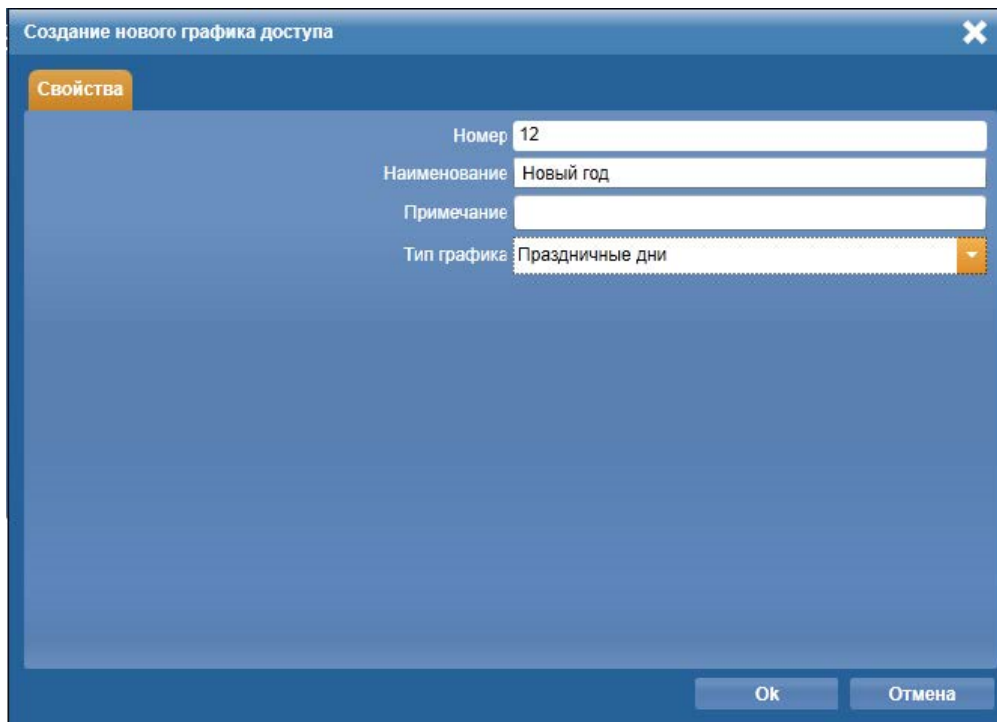 Создание нового графика доступа
Свойства
Номер 12
Наименование Новый год
Примечание
Тип графика Праздничные дни
Ok Отмена